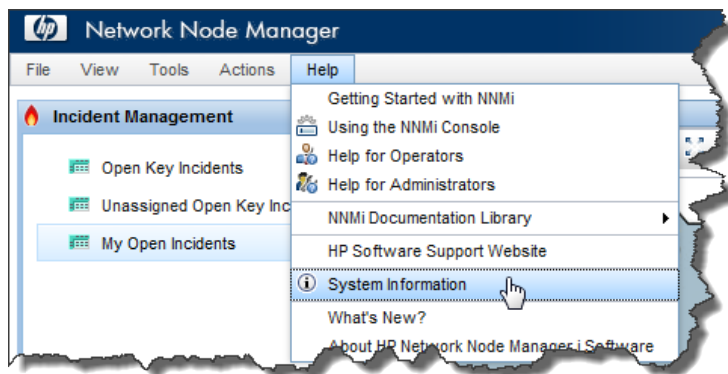 hp Network Node Manager
File View Tools Actions Help
Incident Management
Open Key Incidents
Unassigned Open Key Inc
My Open Incidents
Getting Started with NNMi
Using the NNMi Console
Help for Operators
Help for Administrators
NNMi Documentation Library
HP Software Support Website
System Information
What's New?
About HP Network Node Manager i Software